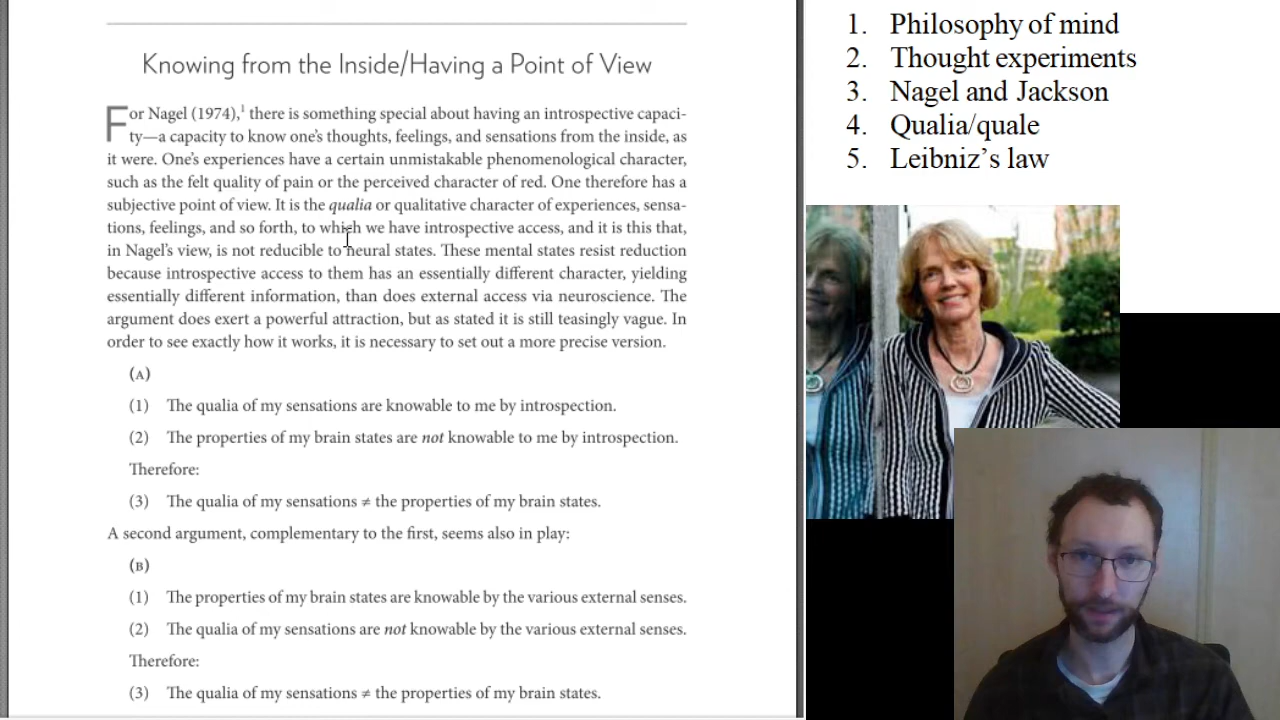 Knowing from the Inside/Having a Point of View
For Nagel (1974),¹ there is something special about having an introspective capaci-
ty—a capacity to know one's thoughts, feelings, and sensations from the inside, as
it were. One's experiences have a certain unmistakable phenomenological character,
such as the felt quality of pain or the perceived character of red. One therefore has a
subjective point of view. It is the qualia or qualitative character of experiences, sensa-
tions, feelings, and so forth, to which we have introspective access, and it is this that,
in Nagel's view, is not reducible to neural states. These mental states resist reduction
because introspective access to them has an essentially different character, yielding
essentially different information, than does external access via neuroscience. The
argument does exert a powerful attraction, but as stated it is still teasingly vague. In
order to see exactly how it works, it is necessary to set out a more precise version.
(A)
(1) The qualia of my sensations are knowable to me by introspection.
(2) The properties of my brain states are not knowable to me by introspection.
Therefore:
(3) The qualia of my sensations ≠ the properties of my brain states.
A second argument, complementary to the first, seems also in play:
(B)
(1) The properties of my brain states are knowable by the various external senses.
(2) The qualia of my sensations are not knowable by the various external senses.
Therefore:
(3) The qualia of my sensations ≠ the properties of my brain states.
1. Philosophy of mind
2. Thought experiments
3. Nagel and Jackson
4. Qualia/quale
5. Leibniz's law